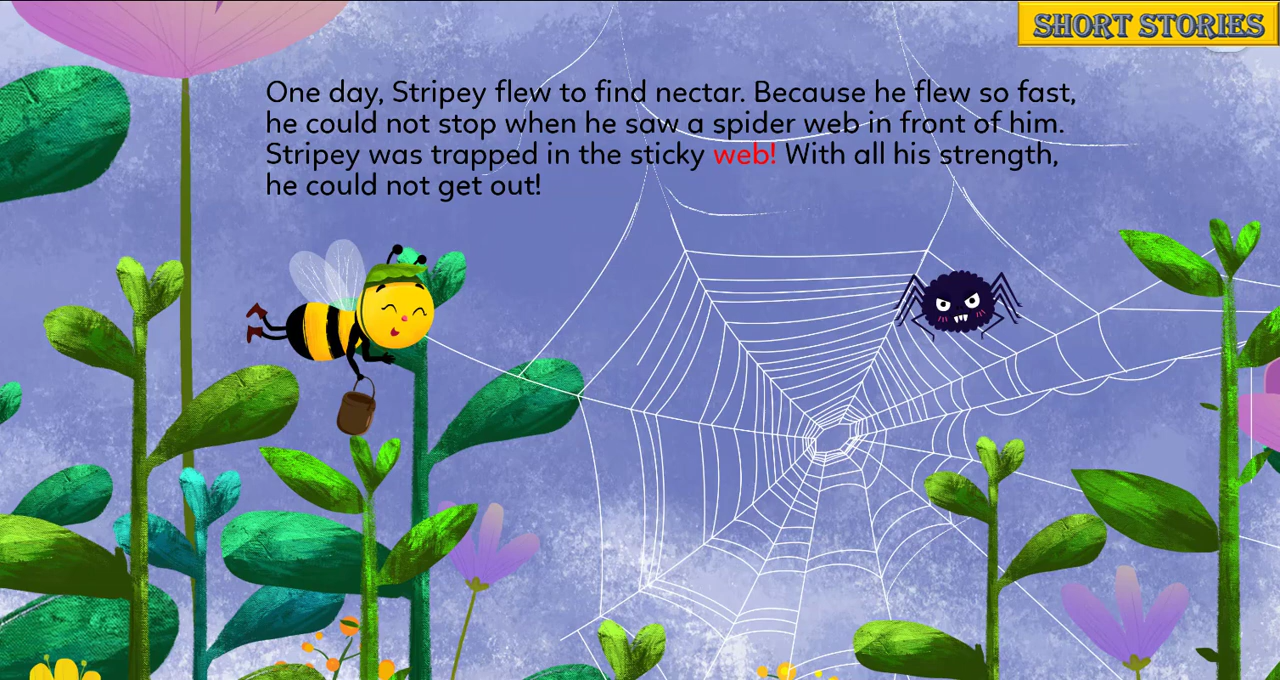 SHORT STORIES
One day, Stripey flew to find nectar. Because he flew so fast,
he could not stop when he saw a spider web in front of him.
Stripey was trapped in the sticky web! With all his strength,
he could not get out!